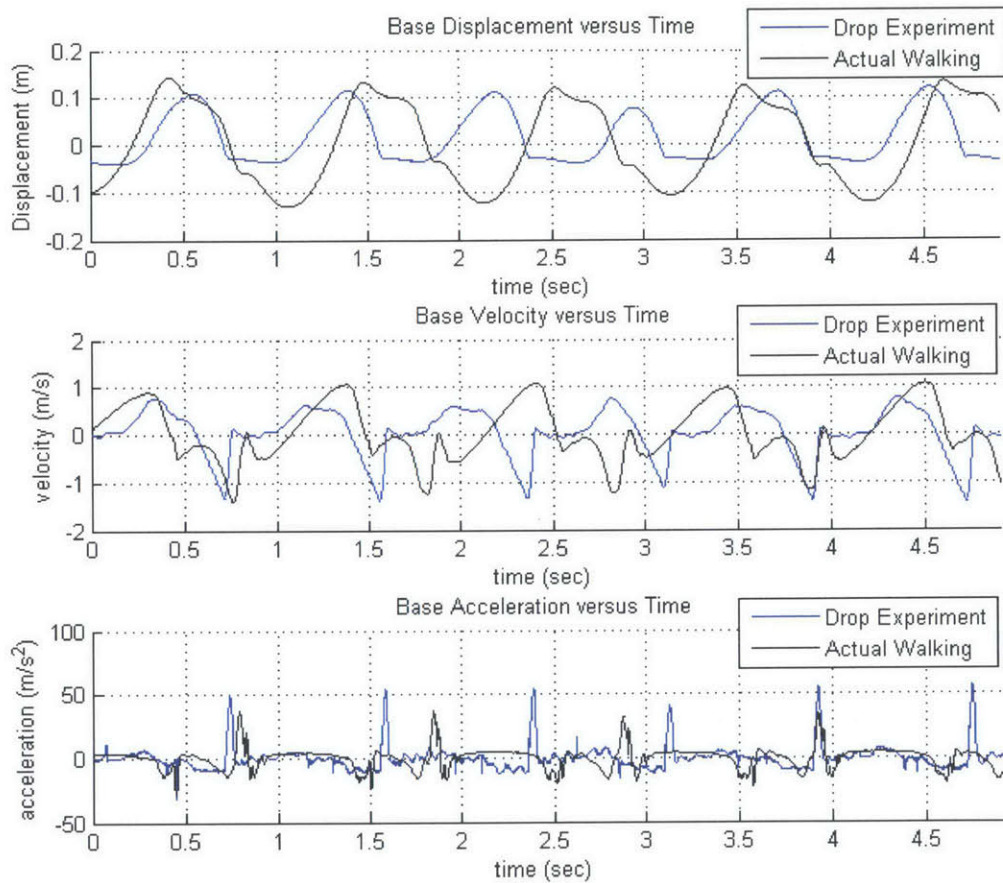 Base Displacement versus Time
Drop Experiment
Actual Walking
Displacement (m)
0.2
0.1
0
-0.1
-0.2
0 0.5 1 1.5 2 2.5 3 3.5 4 4.5
time (sec)
Base Velocity versus Time
Drop Experiment
Actual Walking
velocity (m/s)
2
1
0
-1
-2
0 0.5 1 1.5 2 2.5 3 3.5 4 4.5
time (sec)
Base Acceleration versus Time
Drop Experiment
Actual Walking
acceleration (m/s²)
100
50
0
-50
0 0.5 1 1.5 2 2.5 3 3.5 4 4.5
time (sec)